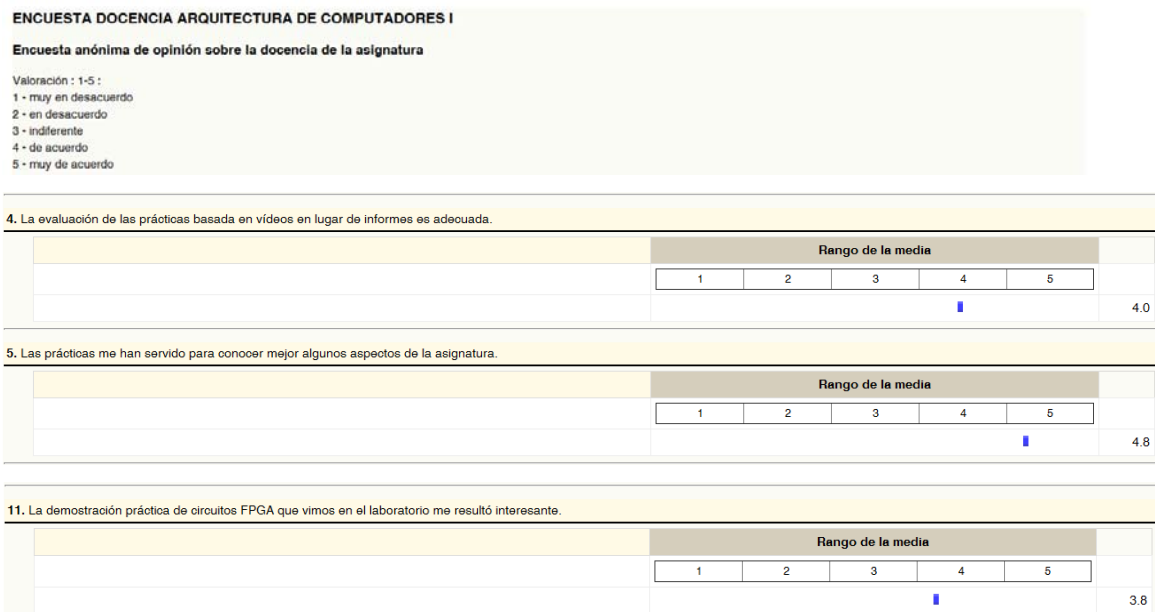 ENCUESTA DOCENCIA ARQUITECTURA DE COMPUTADORES I
Encuesta anónima de opinión sobre la docencia de la asignatura
Valoración : 1-5 :
1 - muy en desacuerdo
2 - en desacuerdo
3 - indiferente
4 - de acuerdo
5 - muy de acuerdo
4. La evaluación de las prácticas basada en vídeos en lugar de informes es adecuada.
Rango de la media
1 2 3 4 5
4.0
5. Las prácticas me han servido para conocer mejor algunos aspectos de la asignatura.
Rango de la media
1 2 3 4 5
4.8
11. La demostración práctica de circuitos FPGA que vimos en el laboratorio me resultó interesante.
Rango de la media
1 2 3 4 5
3.8